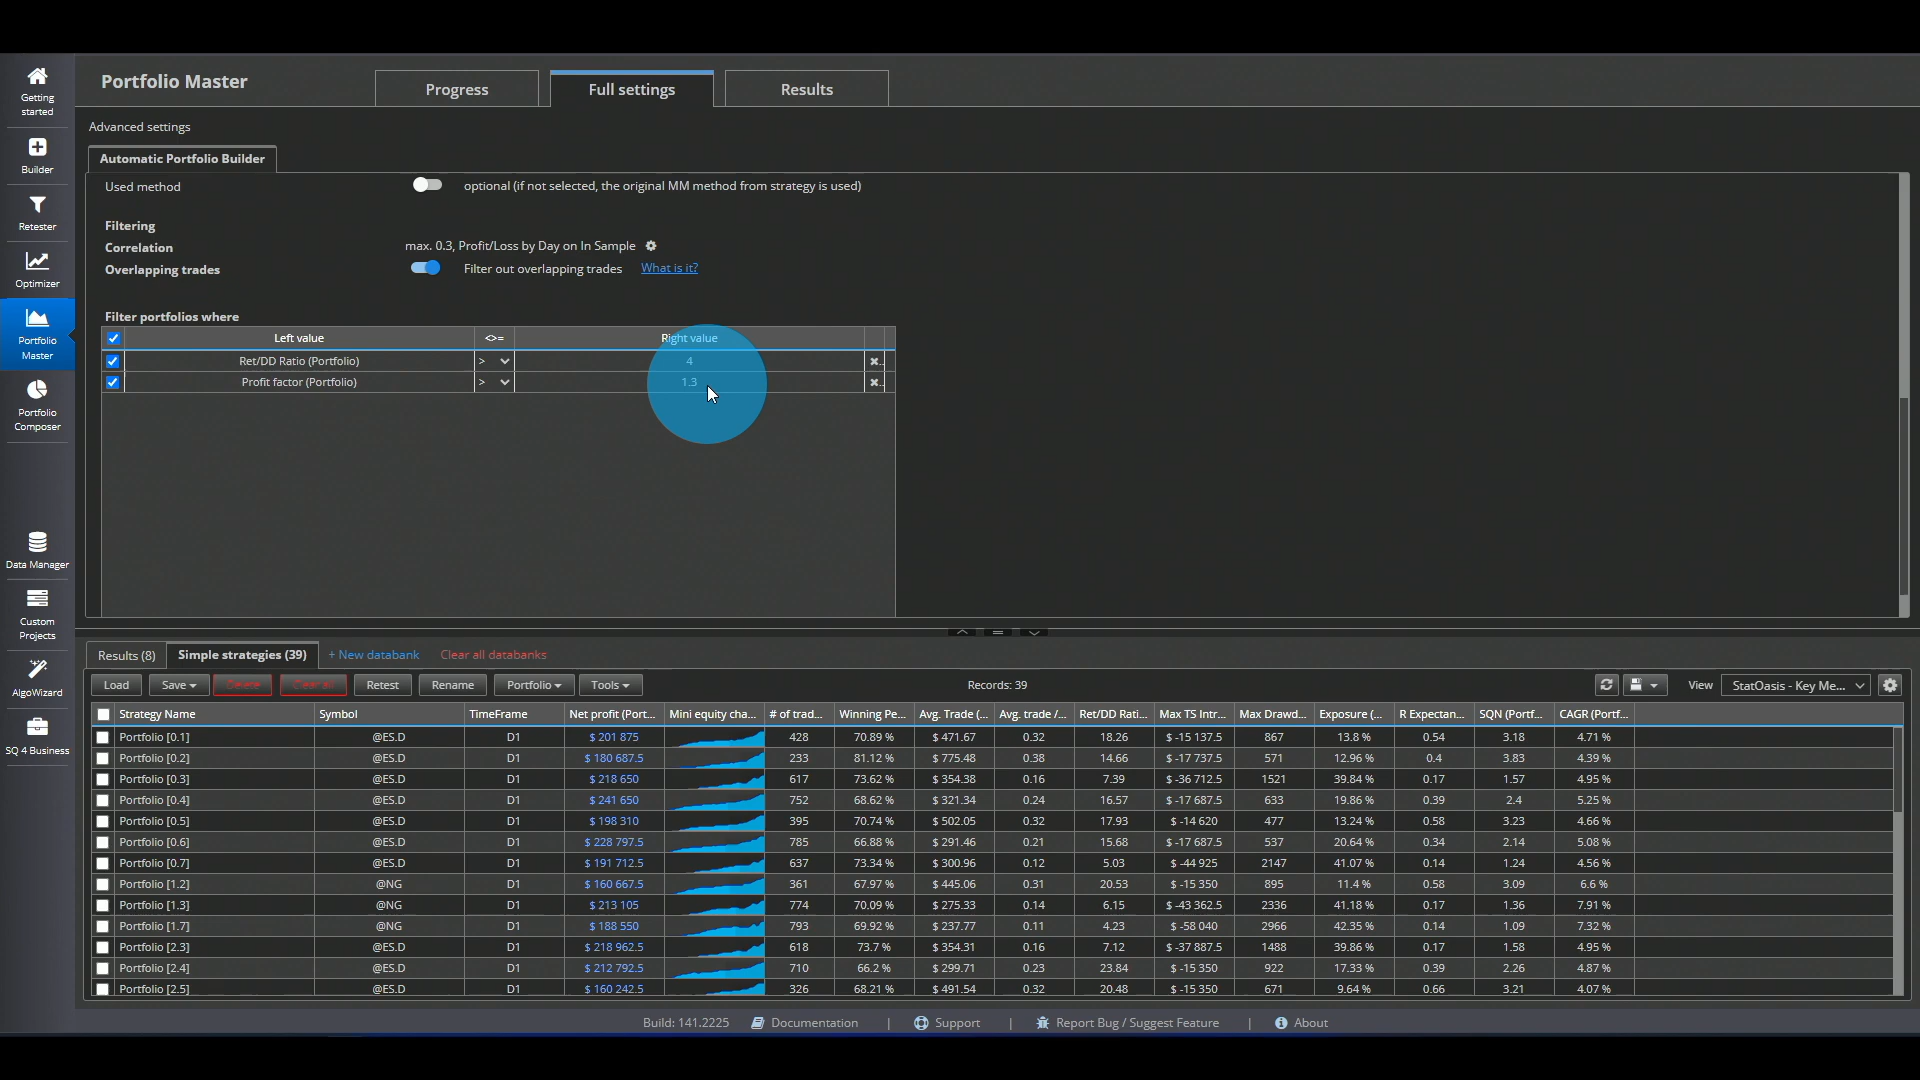 Portfolio Master
Progress
Full settings
Results
Getting started
Builder
Retester
Optimizer
Portfolio Master
Portfolio Composer
Data Manager
Custom Projects
AlgoWizard
SQ 4 Business
Advanced settings
Automatic Portfolio Builder
Used method optional (if not selected, the original MM method from strategy is used)
Filtering
Correlation max. 0.3, Profit/Loss by Day on In Sample
Overlapping trades Filter out overlapping trades What is it?
Filter portfolios where
Left value <>= Right value
Ret/DD Ratio (Portfolio) > 4
Profit factor (Portfolio) > 1.3
Results (8) Simple strategies (39) + New databank Clear all databanks
Load Save Delete Clear all Retest Rename Portfolio Tools Records: 39 View StatOasis - Key Me...
Strategy Name Symbol TimeFrame Net profit (Port... Mini equity cha... # of trad... Winning Pe... Avg. Trade (... Avg. trade /... Ret/DD Rati... Max TS Intr... Max Drawd... Exposure (... R Expectan... SQN (Portf... CAGR (Portf...
Portfolio [0.1] @ES.D D1 $ 201 875 428 70.89 % $ 471.67 0.32 18.26 $ -15 137.5 867 13.8 % 0.54 3.18 4.71 %
Portfolio [0.2] @ES.D D1 $ 180 687.5 233 81.12 % $ 775.48 0.38 14.66 $ -17 737.5 571 12.96 % 0.4 3.83 4.39 %
Portfolio [0.3] @ES.D D1 $ 218 650 617 73.62 % $ 354.38 0.16 7.39 $ -36 712.5 1521 39.84 % 0.17 1.57 4.95 %
Portfolio [0.4] @ES.D D1 $ 241 650 752 68.62 % $ 321.34 0.24 16.57 $ -17 687.5 633 19.86 % 0.39 2.4 5.25 %
Portfolio [0.5] @ES.D D1 $ 198 310 395 70.74 % $ 502.05 0.32 17.93 $ -14 620 477 13.24 % 0.58 3.23 4.66 %
Portfolio [0.6] @ES.D D1 $ 228 797.5 785 66.88 % $ 291.46 0.21 15.68 $ -17 687.5 537 20.64 % 0.34 2.14 5.08 %
Portfolio [0.7] @ES.D D1 $ 191 712.5 637 73.34 % $ 300.96 0.12 5.03 $ -44 925 2147 41.07 % 0.14 1.24 4.56 %
Portfolio [1.2] @NG D1 $ 160 667.5 361 67.97 % $ 445.06 0.31 20.53 $ -15 350 895 11.4 % 0.58 3.09 6.6 %
Portfolio [1.3] @NG D1 $ 213 105 774 70.09 % $ 275.33 0.14 6.15 $ -43 362.5 2336 41.18 % 0.17 1.36 7.91 %
Portfolio [1.7] @NG D1 $ 188 550 793 69.92 % $ 237.77 0.11 4.23 $ -58 040 2966 42.35 % 0.14 1.09 7.32 %
Portfolio [2.3] @ES.D D1 $ 218 962.5 618 73.7 % $ 354.31 0.16 7.12 $ -37 887.5 1488 39.86 % 0.17 1.58 4.95 %
Portfolio [2.4] @ES.D D1 $ 212 792.5 710 66.2 % $ 299.71 0.23 23.84 $ -15 350 922 17.33 % 0.39 2.26 4.87 %
Portfolio [2.5] @ES.D D1 $ 160 242.5 326 68.21 % $ 491.54 0.32 20.48 $ -15 350 671 9.64 % 0.66 3.21 4.07 %
Build: 141.2225 Documentation | Support | Report Bug / Suggest Feature | About